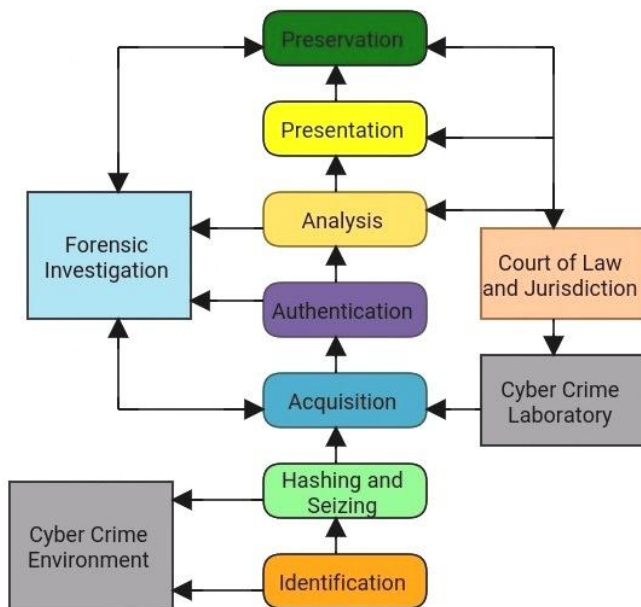 Preservation
Presentation
Analysis
Forensic
Investigation
Court of Law
and Jurisdiction
Authentication
Acquisition
Cyber Crime
Laboratory
Hashing and
Seizing
Cyber Crime
Environment
Identification